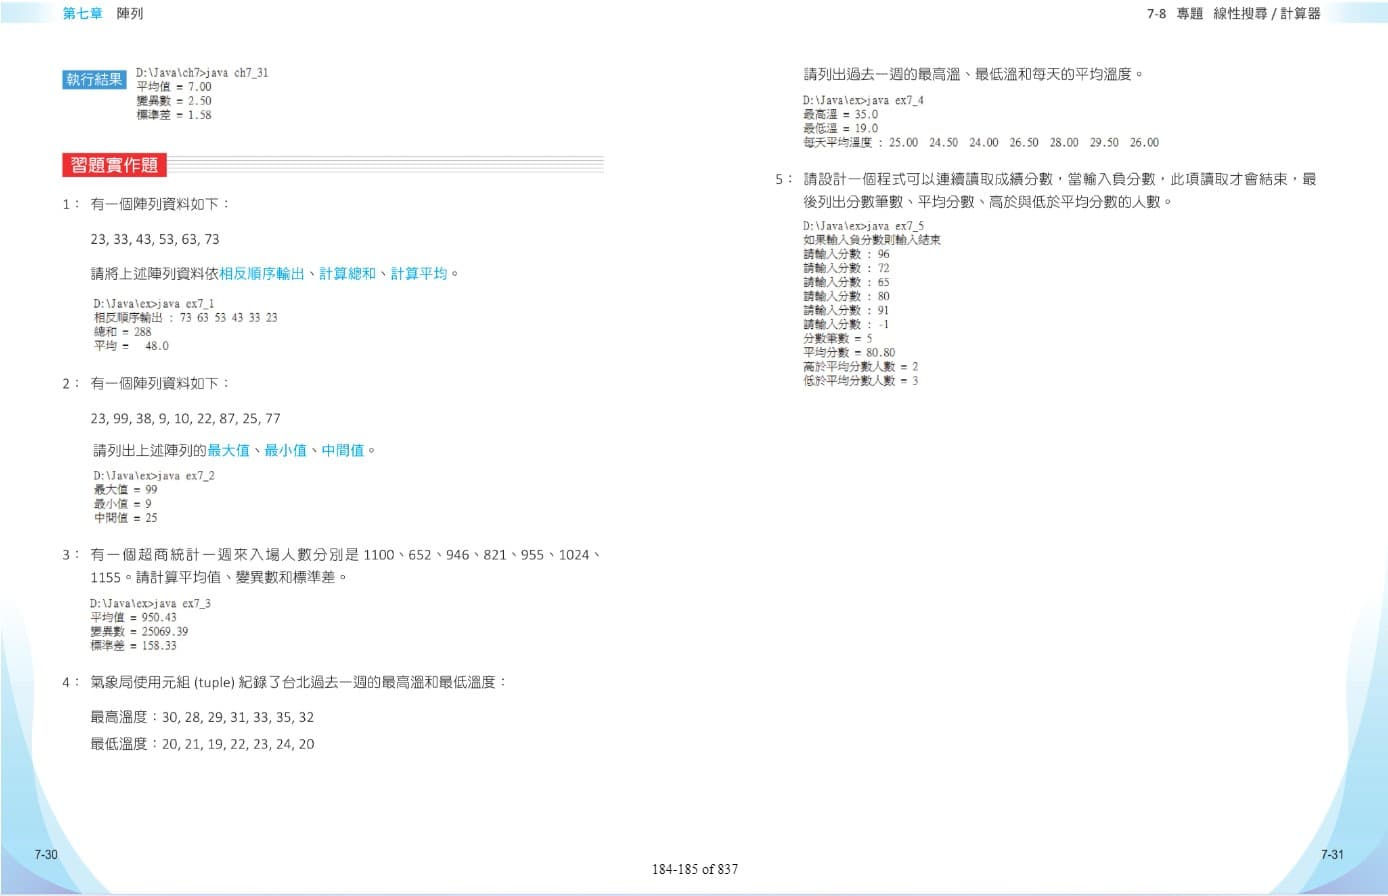 第七章 陣列
執行結果
D:\Java\ch7>java ch7_31
平均值 = 7.00
變異數 = 2.50
標準差 = 1.58
習題實作題
1： 有一個陣列資料如下：
23, 33, 43, 53, 63, 73
請將上述陣列資料依相反順序輸出、計算總和、計算平均。
D:\Java\ex>java ex7_1
相反順序輸出 : 73 63 53 43 33 23
總和 = 288
平均 = 48.0
2： 有一個陣列資料如下：
23, 99, 38, 9, 10, 22, 87, 25, 77
請列出上述陣列的最大值、最小值、中間值。
D:\Java\ex>java ex7_2
最大值 = 99
最小值 = 9
中間值 = 25
3： 有一個超商統計一週來入場人數分別是 1100、652、946、821、955、1024、
1155。請計算平均值、變異數和標準差。
D:\Java\ex>java ex7_3
平均值 = 950.43
變異數 = 25069.39
標準差 = 158.33
4： 氣象局使用元組 (tuple) 紀錄了台北過去一週的最高溫和最低溫度：
最高溫度：30, 28, 29, 31, 33, 35, 32
最低溫度：20, 21, 19, 22, 23, 24, 20
7-30
7-8 專題 線性搜尋 / 計算器
請列出過去一週的最高溫、最低溫和每天的平均溫度。
D:\Java\ex>java ex7_4
最高溫 = 35.0
最低溫 = 19.0
每天平均溫度 : 25.00 24.50 24.00 26.50 28.00 29.50 26.00
5： 請設計一個程式可以連續讀取成績分數，當輸入負分數，此項讀取才會結束，最
後列出分數筆數、平均分數、高於與低於平均分數的人數。
D:\Java\ex>java ex7_5
如果輸入負分數則輸入結束
請輸入分數 : 96
請輸入分數 : 72
請輸入分數 : 65
請輸入分數 : 80
請輸入分數 : 91
請輸入分數 : -1
分數筆數 = 5
平均分數 = 80.80
高於平均分數人數 = 2
低於平均分數人數 = 3
7-31
184-185 of 837